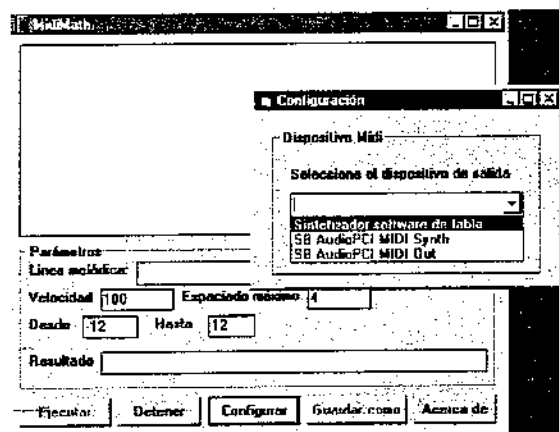 MidiMath
Configuración
Dispositivo Midi
Seleccione el dispositivo de salida
Sintetizador software de tabla
SB AudioPCI MIDI Synth
SB AudioPCI MIDI Out
Parámetros
Línea melódica:
Velocidad 100 Espaciado máximo 4
Desde -12 Hasta 12
Resultado
Ejecutar Detener Configurar Guardar como Acerca de